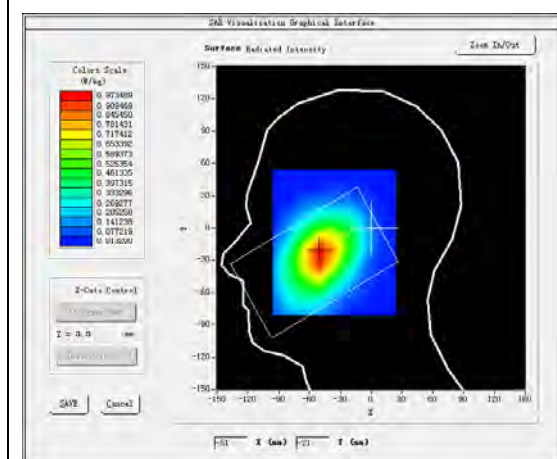 SAR Visualisation Graphical Interface
Surface Radiated Intensity
Zoom In/Out
Colors Scale
(W/kg)
0.973489
0.909469
0.845450
0.781431
0.717412
0.653392
0.589373
0.525354
0.461335
0.397315
0.333296
0.269277
0.205258
0.141238
0.077219
0.013200
150
120
90
60
30
0
-30
-60
-90
-120
-150
Y
-150 -120 -90 -60 -30 0 30 60 90 120 150
X
Z-Cuts Control
Z = 0.0 mm
SAVE
Cancel
-51 X (mm) -21 Y (mm)